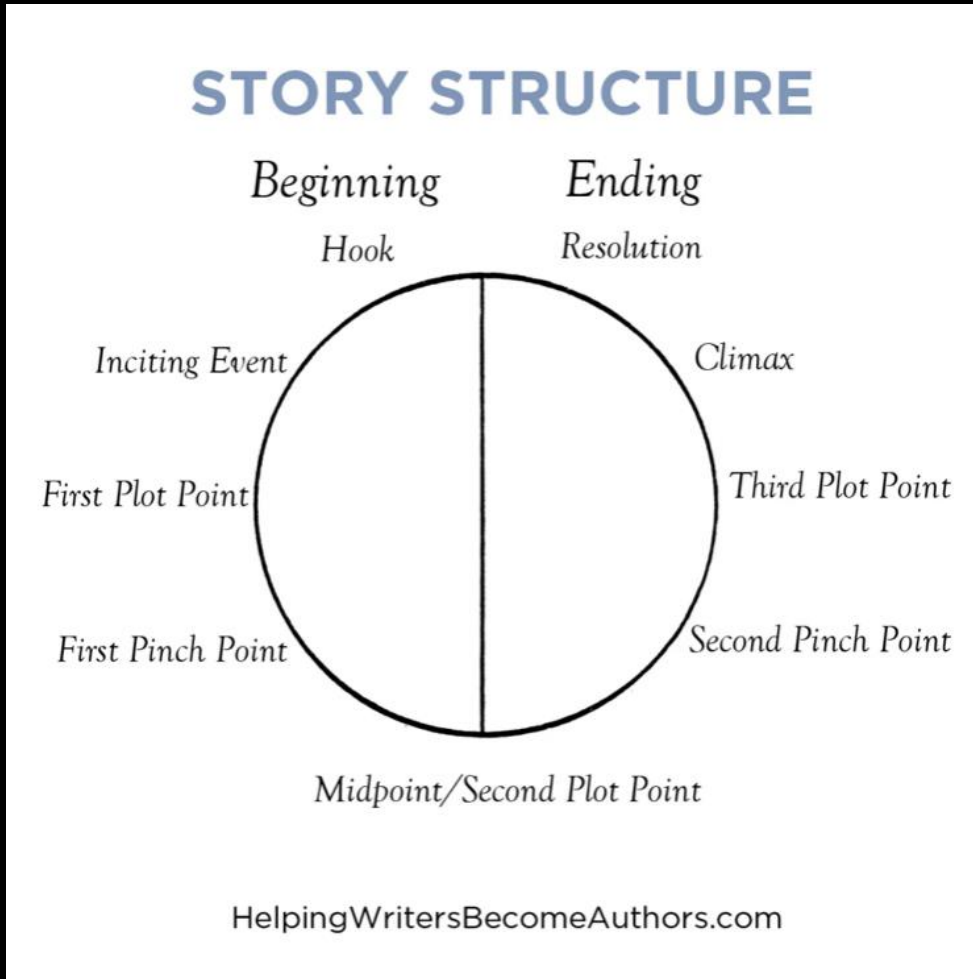 STORY STRUCTURE
Beginning
Ending
Hook
Resolution
Inciting Event
Climax
First Plot Point
Third Plot Point
First Pinch Point
Second Pinch Point
Midpoint/Second Plot Point
HelpingWritersBecomeAuthors.com